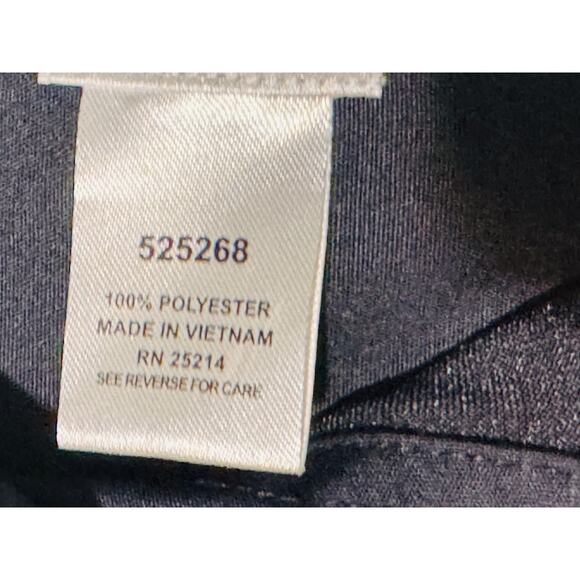 525268
100% POLYESTER
MADE IN VIETNAM
RN 25214
SEE REVERSE FOR CARE